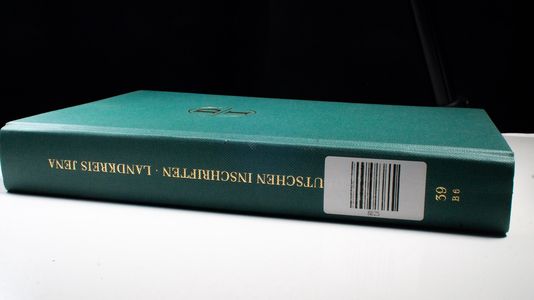 UTSCHEN INSCHRIFTEN · LANDKREIS JENA
39
B 6